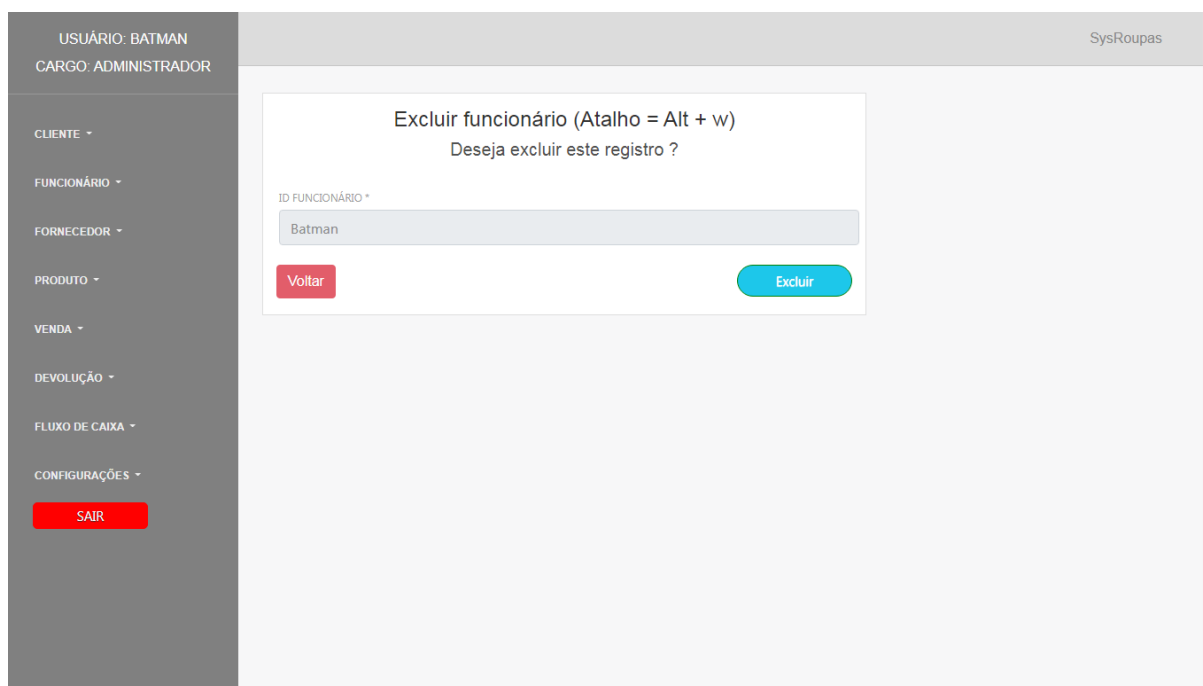 USUÁRIO: BATMAN
CARGO: ADMINISTRADOR
SysRoupas
CLIENTE
FUNCIONÁRIO
FORNECEDOR
PRODUTO
VENDA
DEVOLUÇÃO
FLUXO DE CAIXA
CONFIGURAÇÕES
SAIR
Excluir funcionário (Atalho = Alt + w)
Deseja excluir este registro ?
ID FUNCIONÁRIO *
Batman
Voltar
Excluir